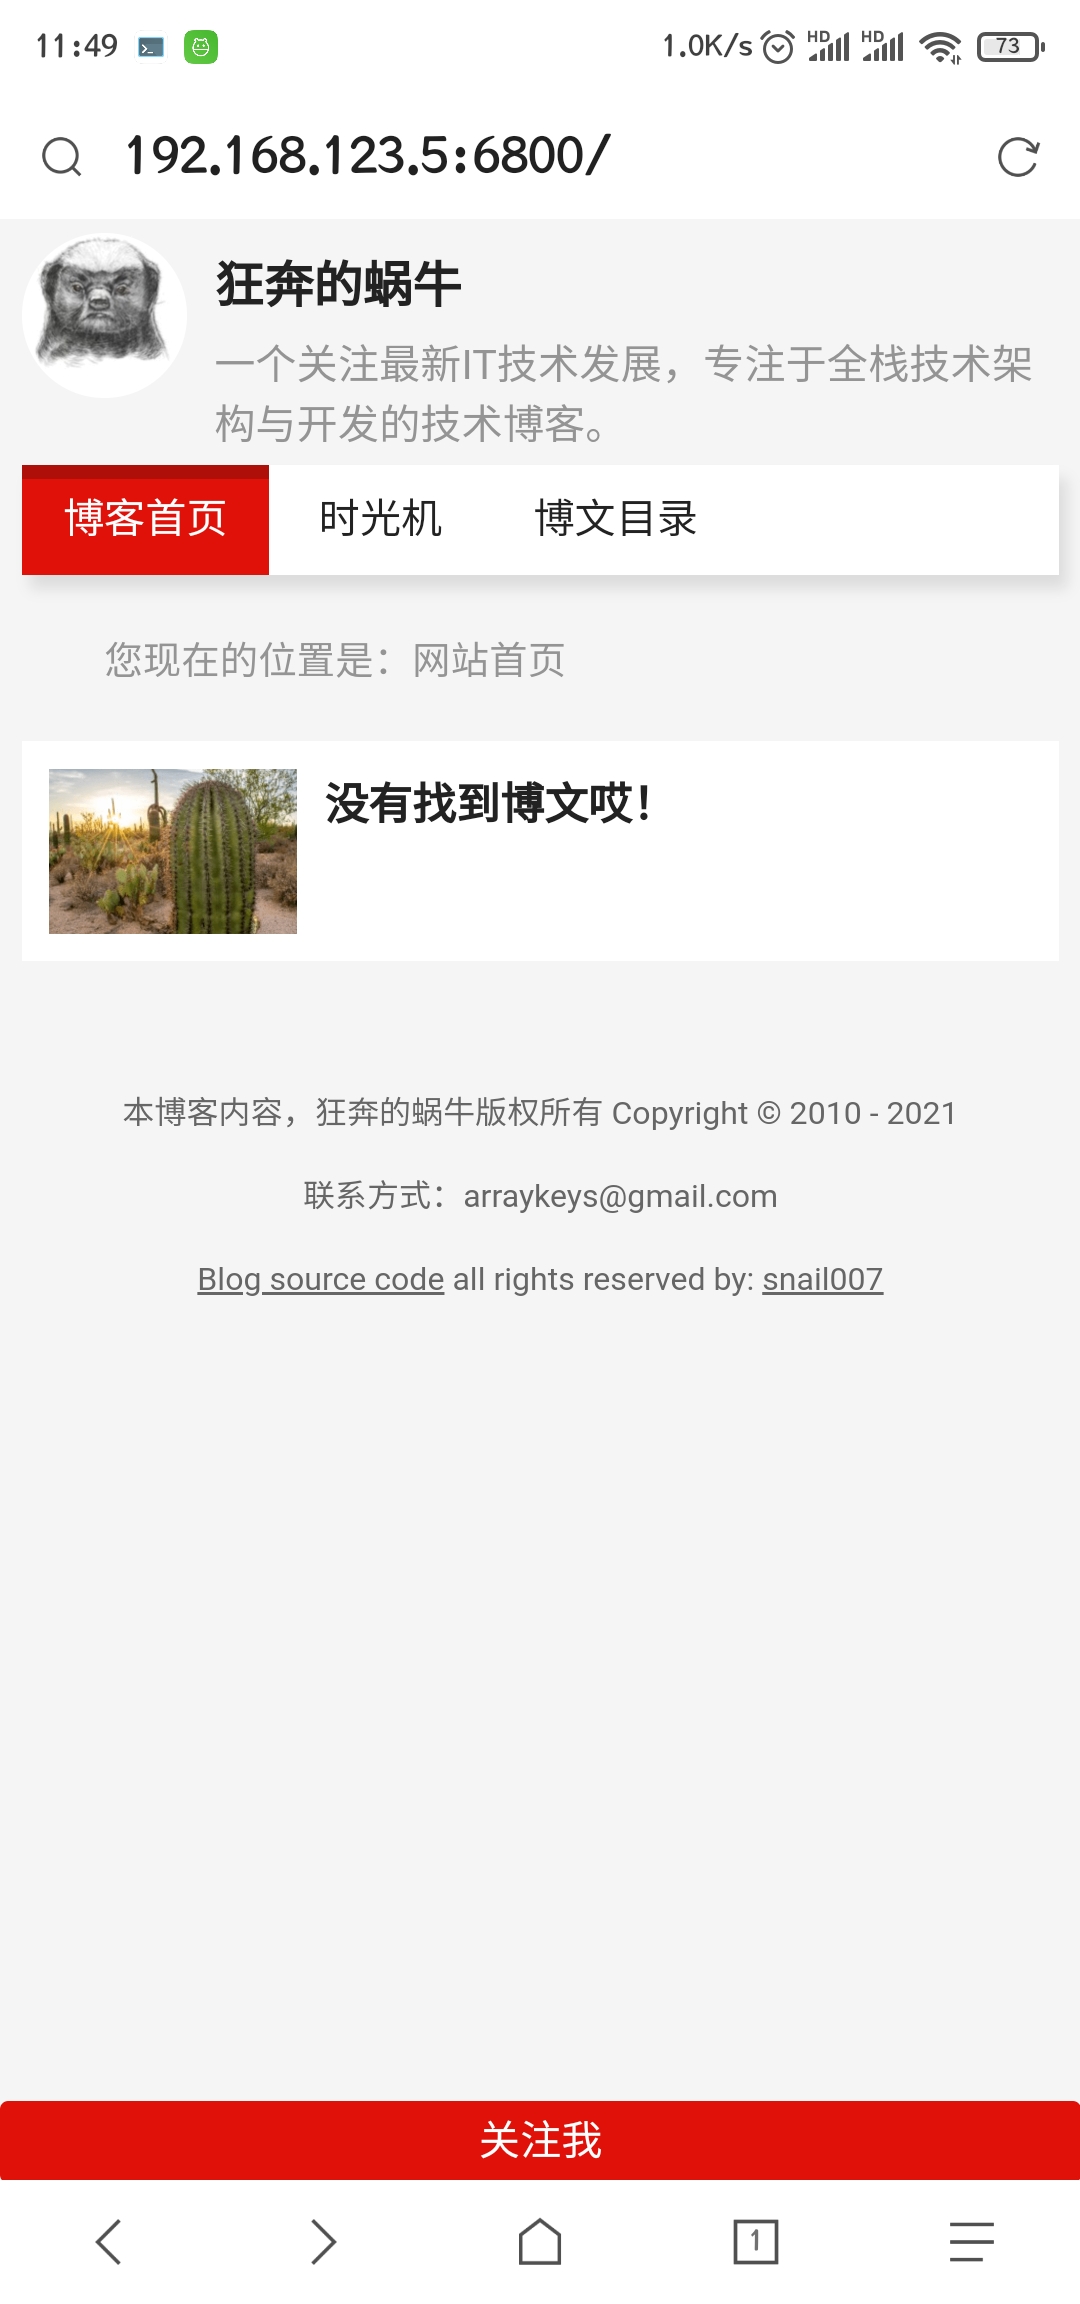 11:49
1.0K/s HD HD 73
192.168.123.5:6800/
狂奔的蜗牛
一个关注最新IT技术发展，专注于全栈技术架
构与开发的技术博客。
博客首页 时光机 博文目录
您现在的位置是：网站首页
没有找到博文哎！
本博客内容，狂奔的蜗牛版权所有 Copyright © 2010 - 2021
联系方式：arraykeys@gmail.com
Blog source code all rights reserved by: snail007
关注我
1